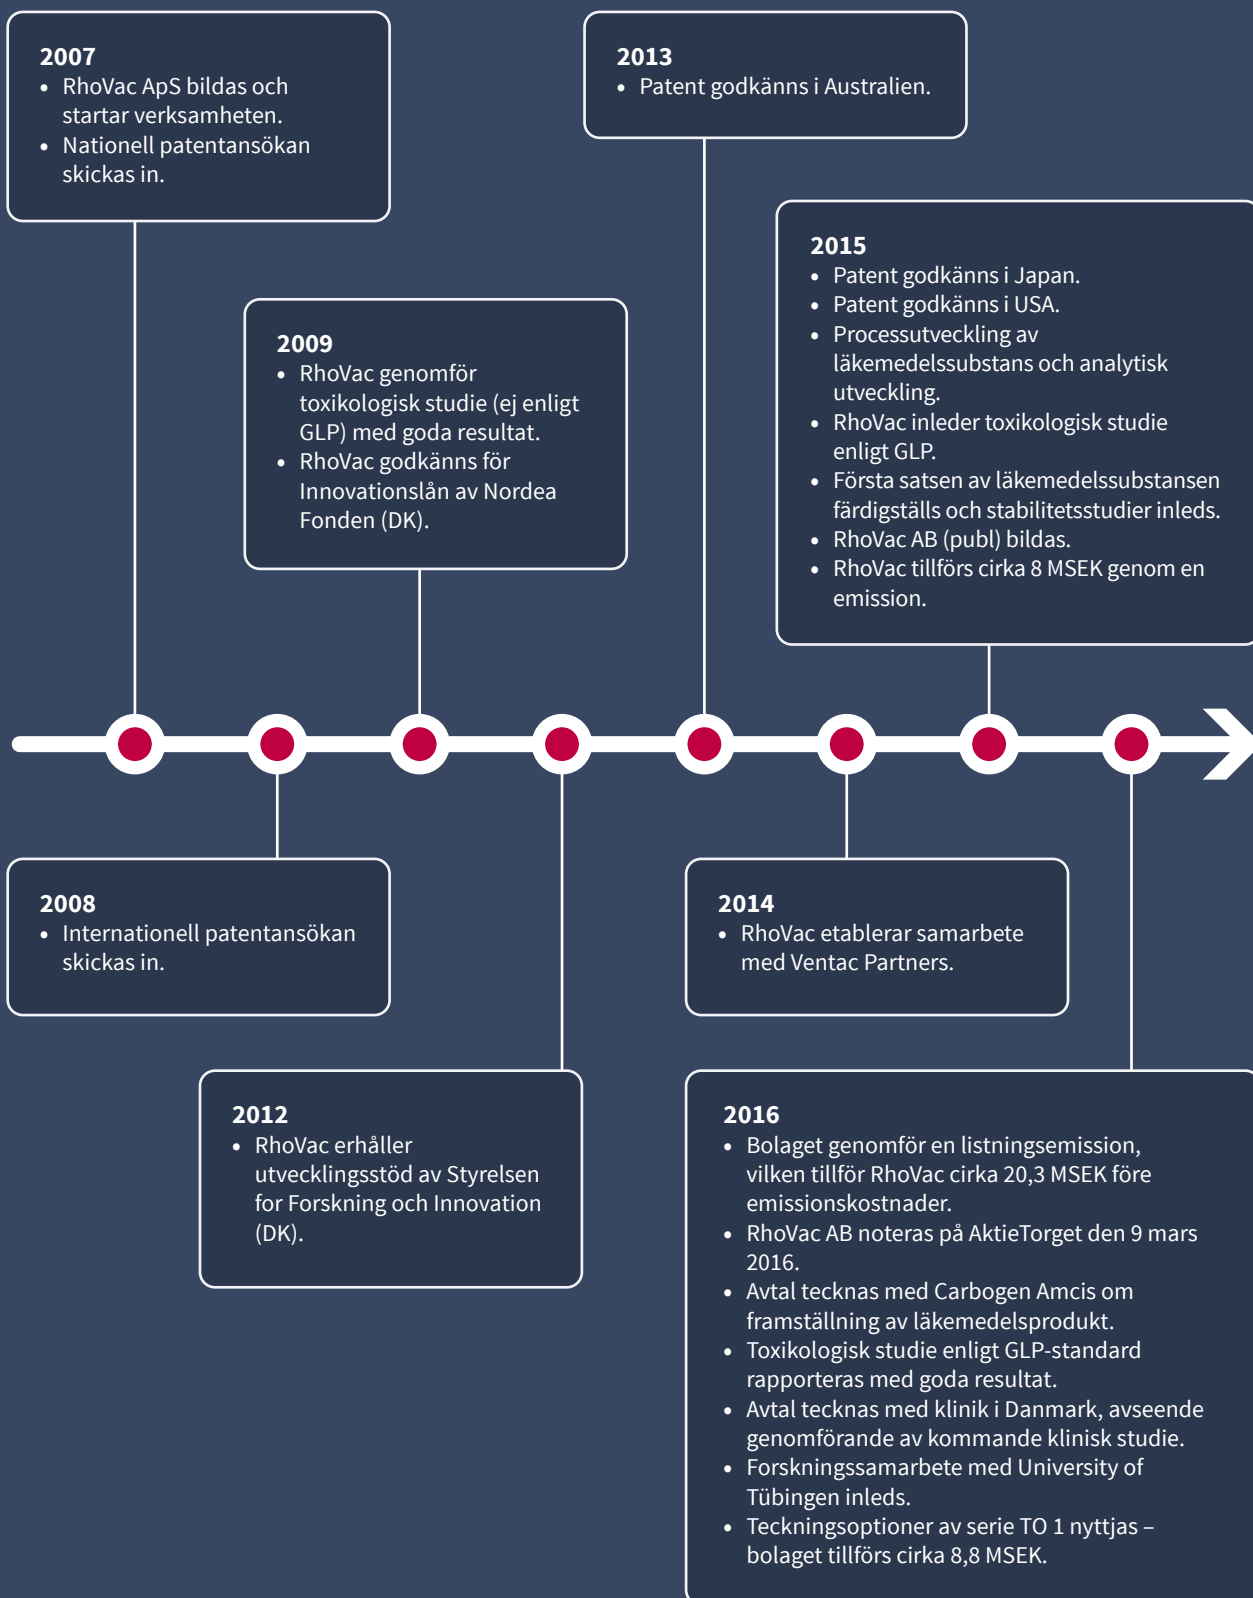 2007
• RhoVac ApS bildas och
startar verksamheten.
• Nationell patentansökan
skickas in.
2013
• Patent godkänns i Australien.
2015
• Patent godkänns i Japan.
• Patent godkänns i USA.
• Processutveckling av
läkemedelssubstans och analytisk
utveckling.
• RhoVac inleder toxikologisk studie
enligt GLP.
• Första satsen av läkemedelssubstansen
färdigställs och stabilitetsstudier inleds.
• RhoVac AB (publ) bildas.
• RhoVac tillförs cirka 8 MSEK genom en
emission.
2009
• RhoVac genomför
toxikologisk studie (ej enligt
GLP) med goda resultat.
• RhoVac godkänns för
Innovationslån av Nordea
Fonden (DK).
2008
• Internationell patentansökan
skickas in.
2014
• RhoVac etablerar samarbete
med Ventac Partners.
2012
• RhoVac erhåller
utvecklingsstöd av Styrelsen
for Forskning och Innovation
(DK).
2016
• Bolaget genomför en listningsemission,
vilken tillför RhoVac cirka 20,3 MSEK före
emissionskostnader.
• RhoVac AB noteras på AktieTorget den 9 mars
2016.
• Avtal tecknas med Carbogen Amcis om
framställning av läkemedelsprodukt.
• Toxikologisk studie enligt GLP-standard
rapporteras med goda resultat.
• Avtal tecknas med klinik i Danmark, avseende
genomförande av kommande klinisk studie.
• Forskningssamarbete med University of
Tübingen inleds.
• Teckningsoptioner av serie TO 1 nyttjas –
bolaget tillförs cirka 8,8 MSEK.